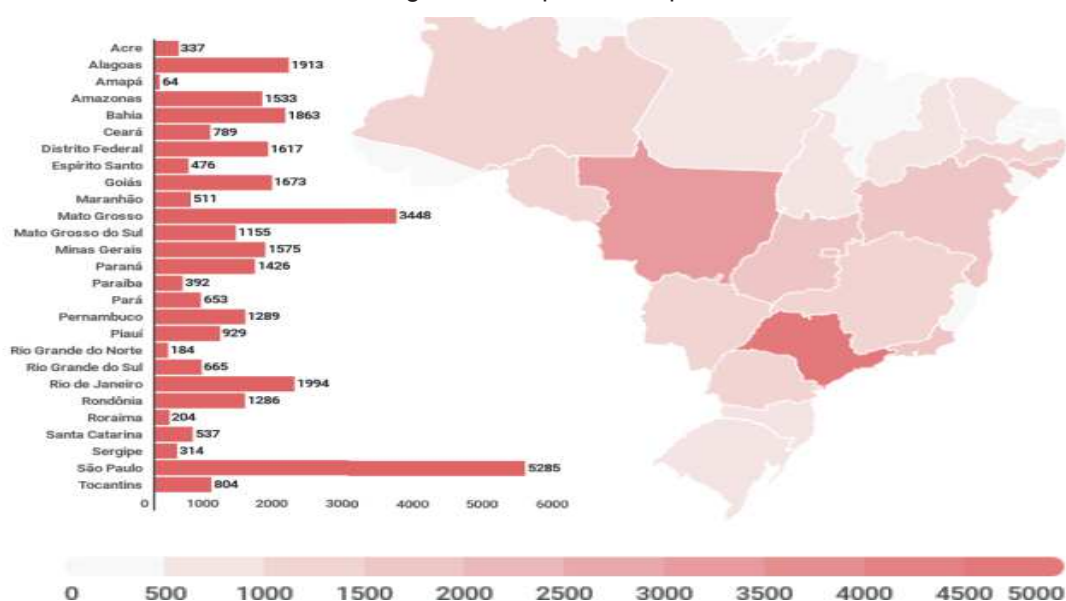 Acre 337
Alagoas 1913
Amapá 64
Amazonas 1533
Bahia 1863
Ceará 789
Distrito Federal 1617
Espírito Santo 476
Goiás 1673
Maranhão 511
Mato Grosso 3448
Mato Grosso do Sul 1155
Minas Gerais 1575
Paraná 1426
Paraíba 392
Pará 653
Pernambuco 1289
Piauí 929
Rio Grande do Norte 184
Rio Grande do Sul 665
Rio de Janeiro 1994
Rondônia 1286
Roraima 204
Santa Catarina 537
Sergipe 314
São Paulo 5285
Tocantins 804
0 1000 2000 3000 4000 5000 6000
0 500 1000 1500 2000 2500 3000 3500 4000 4500 5000